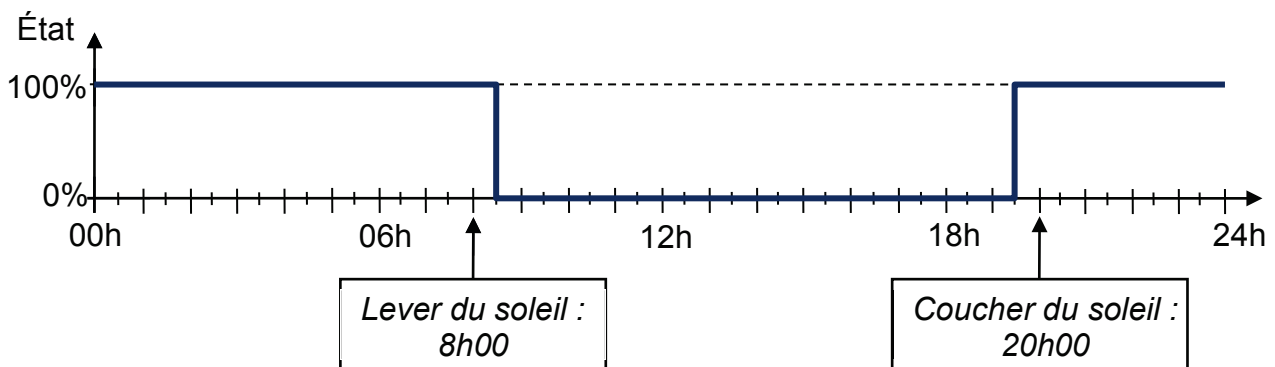 État
100%
0%
00h 06h 12h 18h 24h
Lever du soleil :
8h00
Coucher du soleil :
20h00